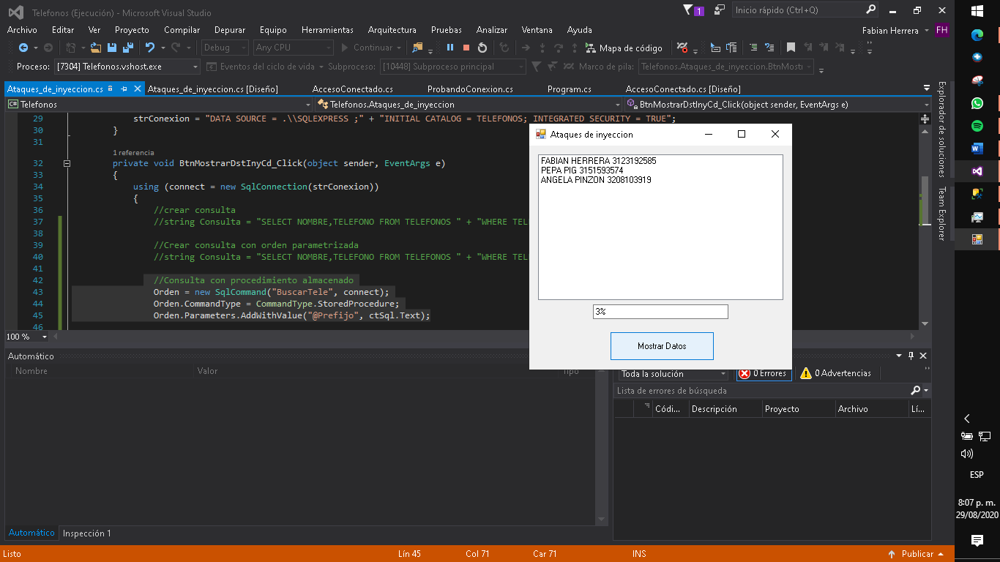 Telefonos (Ejecución) - Microsoft Visual Studio
1
Inicio rápido (Ctrl+Q)
Archivo Editar Ver Proyecto Compilar Depurar Equipo Herramientas Arquitectura Pruebas Analizar Ventana Ayuda
Fabian Herrera FH
Debug Any CPU Continuar Mapa de código
Proceso: [7304] Telefonos.vshost.exe Eventos del ciclo de vida Subproceso: [10448] Subproceso principal Marco de pila: Telefonos.Ataques_de_inyeccion.BtnMostr
Ataques_de_inyeccion.cs Ataques_de_inyeccion.cs [Diseño] AccesoConectado.cs ProbandoConexion.cs Program.cs AccesoConectado.cs [Diseño]
C# Telefonos Telefonos.Ataques_de_inyeccion BtnMostrarDstInyCd_Click(object sender, EventArgs e)
29 strConexion = "DATA SOURCE = .\\SQLEXPRESS ;" + "INITIAL CATALOG = TELEFONOS; INTEGRATED SECURITY = TRUE";
30 }
31
1 referencia
32 private void BtnMostrarDstInyCd_Click(object sender, EventArgs e)
33 {
34 using (connect = new SqlConnection(strConexion))
35 {
36 //crear consulta
37 //string Consulta = "SELECT NOMBRE,TELEFONO FROM TELEFONOS " + "WHERE TEL
38
39 //Crear consulta con orden parametrizada
40 //string Consulta = "SELECT NOMBRE,TELEFONO FROM TELEFONOS " + "WHERE TEL
41
42 //Consulta con procedimiento almacenado
43 Orden = new SqlCommand("BuscarTele", connect);
44 Orden.CommandType = CommandType.StoredProcedure;
45 Orden.Parameters.AddWithValue("@Prefijo", ctSql.Text);
46
100 %
Ataques de inyeccion
FABIAN HERRERA 3123192585
PEPA PIG 3151593574
ANGELA PINZON 3208103919
3%
Mostrar Datos
Explorador de soluciones
Team Explorer
Automático
Nombre Valor Tipo
Toda la solución 0 Errores 0 Advertencias
Lista de errores de búsqueda
Códi... Descripción Proyecto Archivo Lí...
Automático Inspección 1
Listo Lín 45 Col 71 Car 71 INS Publicar
ESP
8:07 p. m.
29/08/2020